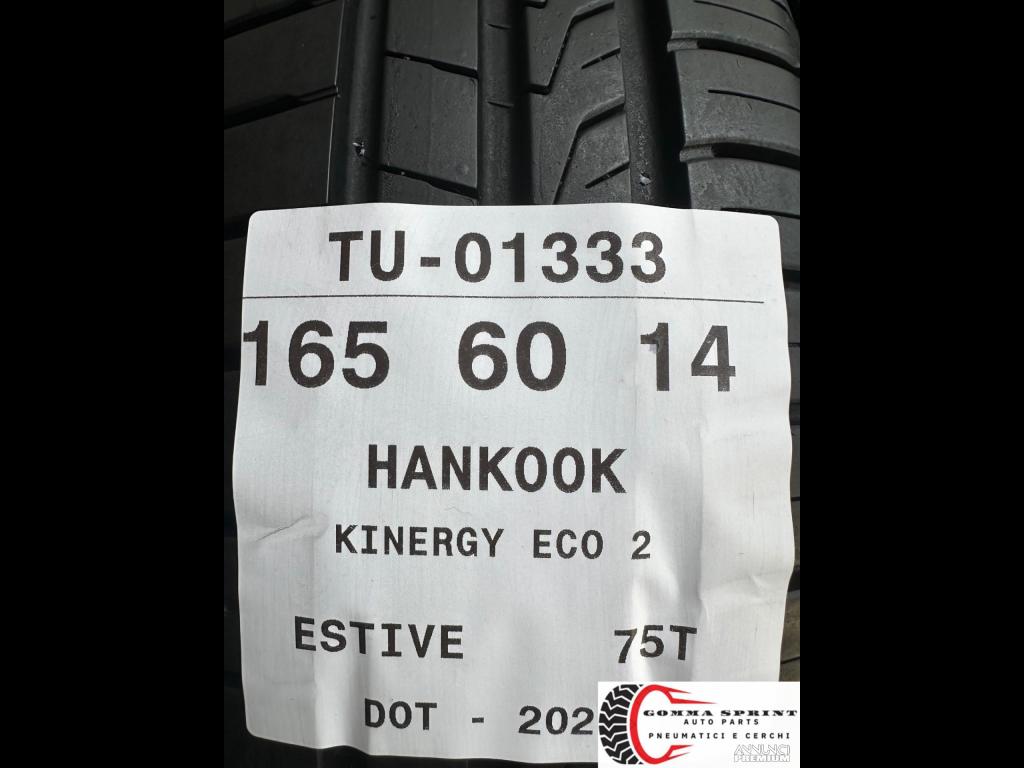 TU-01333
165 60 14
HANKOOK
KINERGY ECO 2
ESTIVE 75T
DOT - 202
GOMMA SPRINT
AUTO PARTS
PNEUMATICI E CERCHI
ANNUNCI
PREMIUM